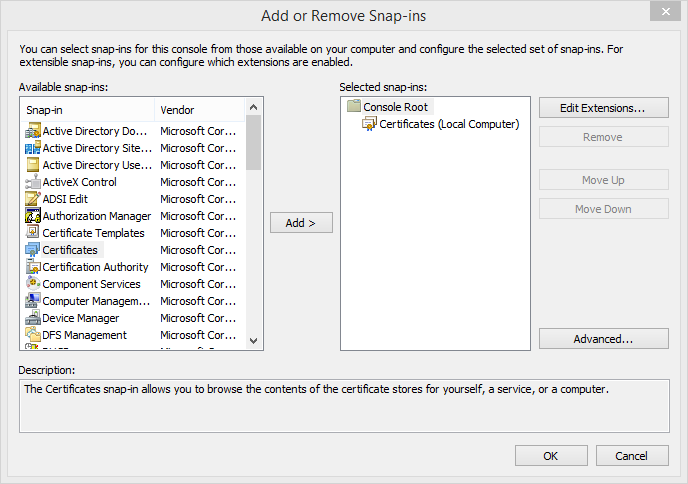 Add or Remove Snap-ins
You can select snap-ins for this console from those available on your computer and configure the selected set of snap-ins. For
extensible snap-ins, you can configure which extensions are enabled.
Available snap-ins:
Snap-in Vendor
Active Directory Do... Microsoft Cor...
Active Directory Site... Microsoft Cor...
Active Directory Use... Microsoft Cor...
ActiveX Control Microsoft Cor...
ADSI Edit Microsoft Cor...
Authorization Manager Microsoft Cor...
Certificate Templates Microsoft Cor...
Certificates Microsoft Cor...
Certification Authority Microsoft Cor...
Component Services Microsoft Cor...
Computer Managem... Microsoft Cor...
Device Manager Microsoft Cor...
DFS Management Microsoft Cor...
Add >
Selected snap-ins:
Console Root
Certificates (Local Computer)
Edit Extensions...
Remove
Move Up
Move Down
Advanced...
Description:
The Certificates snap-in allows you to browse the contents of the certificate stores for yourself, a service, or a computer.
OK
Cancel